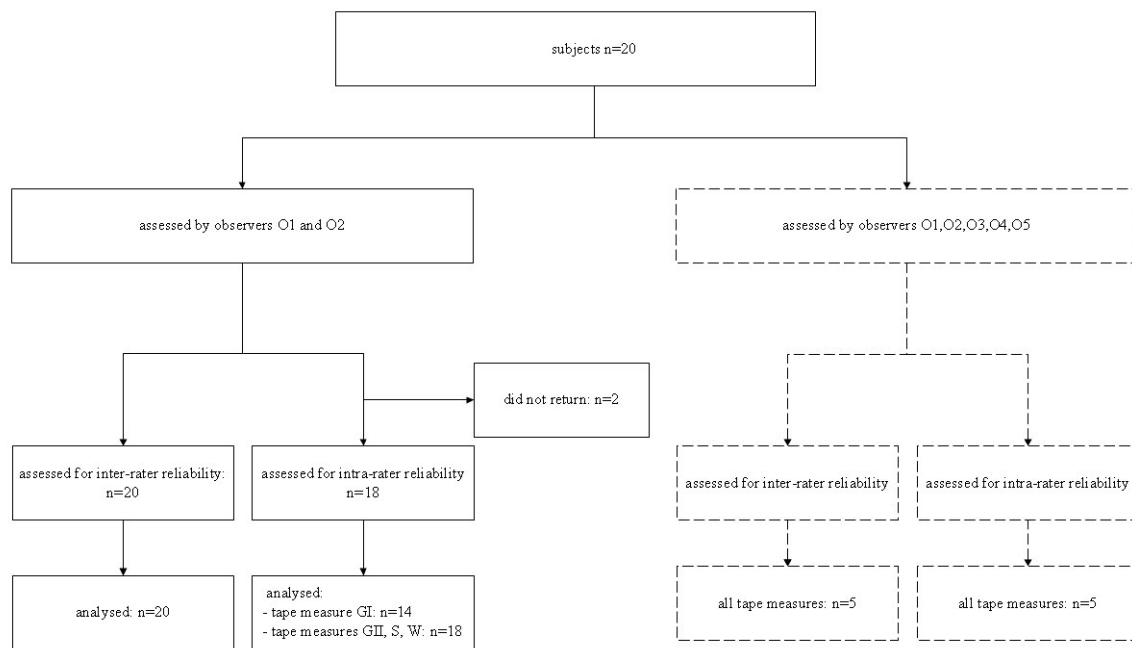 subjects n=20
assessed by observers O1 and O2
assessed by observers O1,O2,O3,O4,O5
did not return: n=2
assessed for inter-rater reliability:
n=20
assessed for intra-rater reliability
n=18
assessed for inter-rater reliability
assessed for intra-rater reliability
analysed: n=20
analysed:
- tape measure GI: n=14
- tape measures GII, S, W: n=18
all tape measures: n=5
all tape measures: n=5